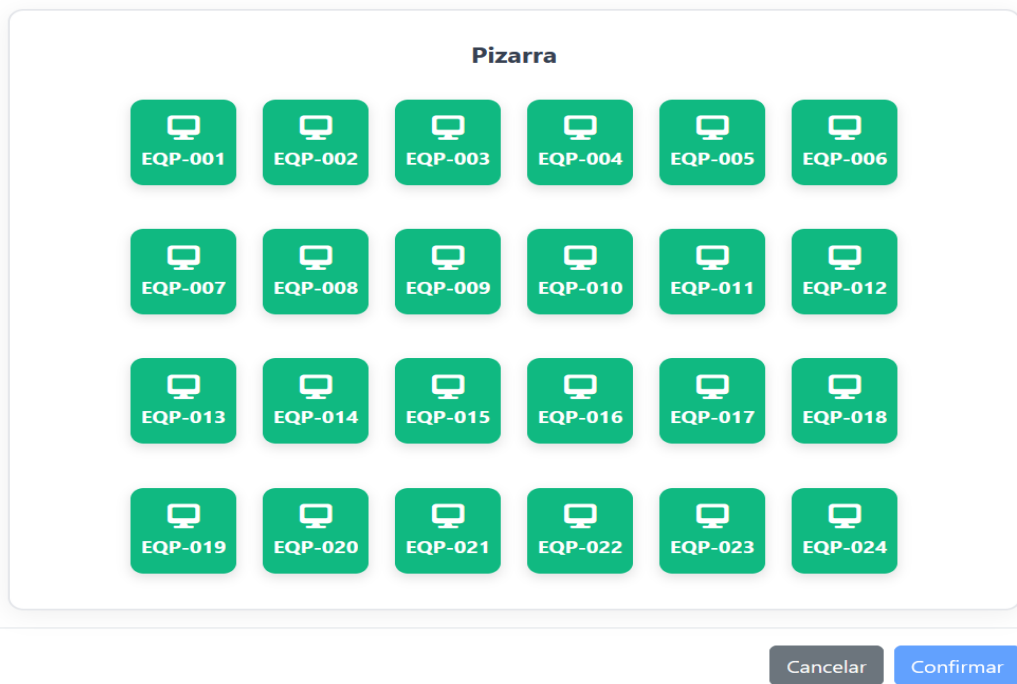 Pizarra
EQP-001 EQP-002 EQP-003 EQP-004 EQP-005 EQP-006
EQP-007 EQP-008 EQP-009 EQP-010 EQP-011 EQP-012
EQP-013 EQP-014 EQP-015 EQP-016 EQP-017 EQP-018
EQP-019 EQP-020 EQP-021 EQP-022 EQP-023 EQP-024
Cancelar Confirmar